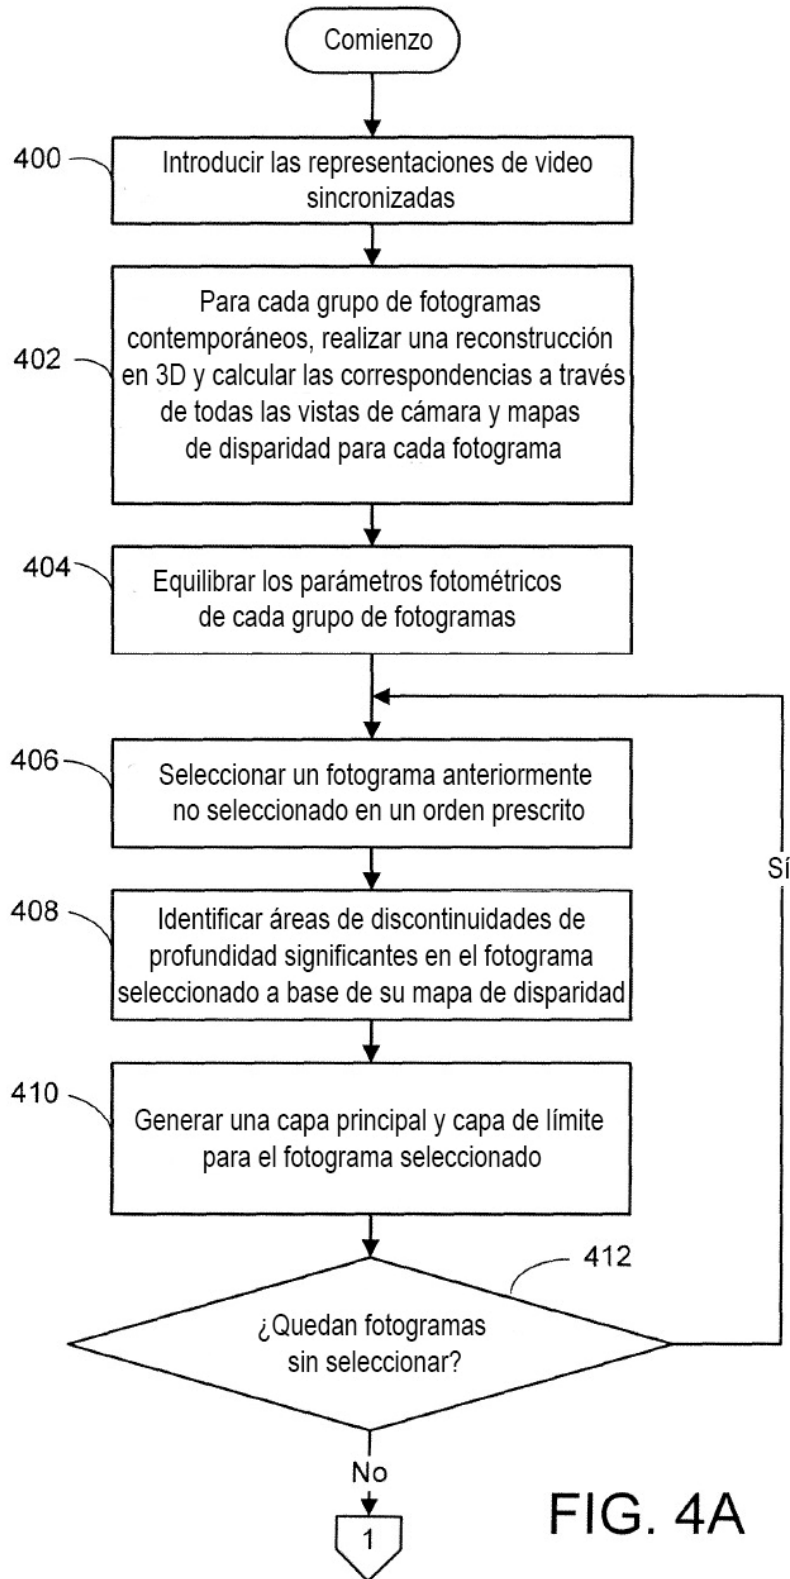 Comienzo
400
Introducir las representaciones de video
sincronizadas
402
Para cada grupo de fotogramas
contemporáneos, realizar una reconstrucción
en 3D y calcular las correspondencias a través
de todas las vistas de cámara y mapas
de disparidad para cada fotograma
404
Equilibrar los parámetros fotométricos
de cada grupo de fotogramas
406
Seleccionar un fotograma anteriormente
no seleccionado en un orden prescrito
Sí
408
Identificar áreas de discontinuidades de
profundidad significantes en el fotograma
seleccionado a base de su mapa de disparidad
410
Generar una capa principal y capa de límite
para el fotograma seleccionado
412
¿Quedan fotogramas
sin seleccionar?
No
1
FIG. 4A